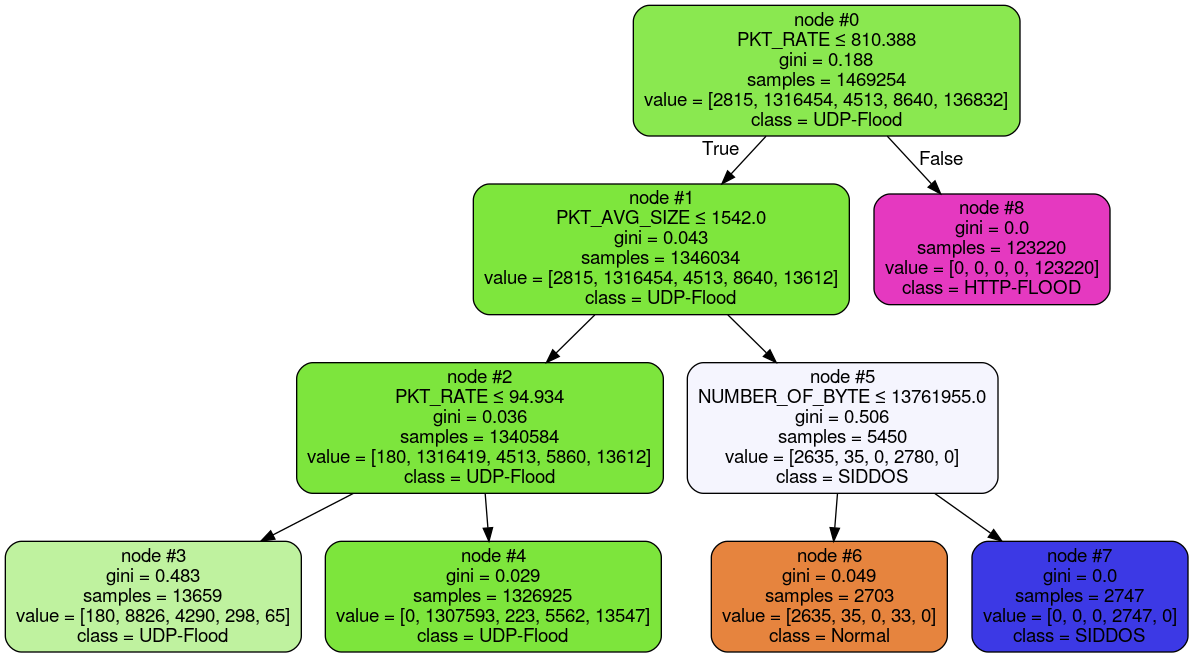 node #0
PKT_RATE ≤ 810.388
gini = 0.188
samples = 1469254
value = [2815, 1316454, 4513, 8640, 136832]
class = UDP-Flood
True
False
node #1
PKT_AVG_SIZE ≤ 1542.0
gini = 0.043
samples = 1346034
value = [2815, 1316454, 4513, 8640, 13612]
class = UDP-Flood
node #8
gini = 0.0
samples = 123220
value = [0, 0, 0, 0, 123220]
class = HTTP-FLOOD
node #2
PKT_RATE ≤ 94.934
gini = 0.036
samples = 1340584
value = [180, 1316419, 4513, 5860, 13612]
class = UDP-Flood
node #5
NUMBER_OF_BYTE ≤ 13761955.0
gini = 0.506
samples = 5450
value = [2635, 35, 0, 2780, 0]
class = SIDDOS
node #3
gini = 0.483
samples = 13659
value = [180, 8826, 4290, 298, 65]
class = UDP-Flood
node #4
gini = 0.029
samples = 1326925
value = [0, 1307593, 223, 5562, 13547]
class = UDP-Flood
node #6
gini = 0.049
samples = 2703
value = [2635, 35, 0, 33, 0]
class = Normal
node #7
gini = 0.0
samples = 2747
value = [0, 0, 0, 2747, 0]
class = SIDDOS